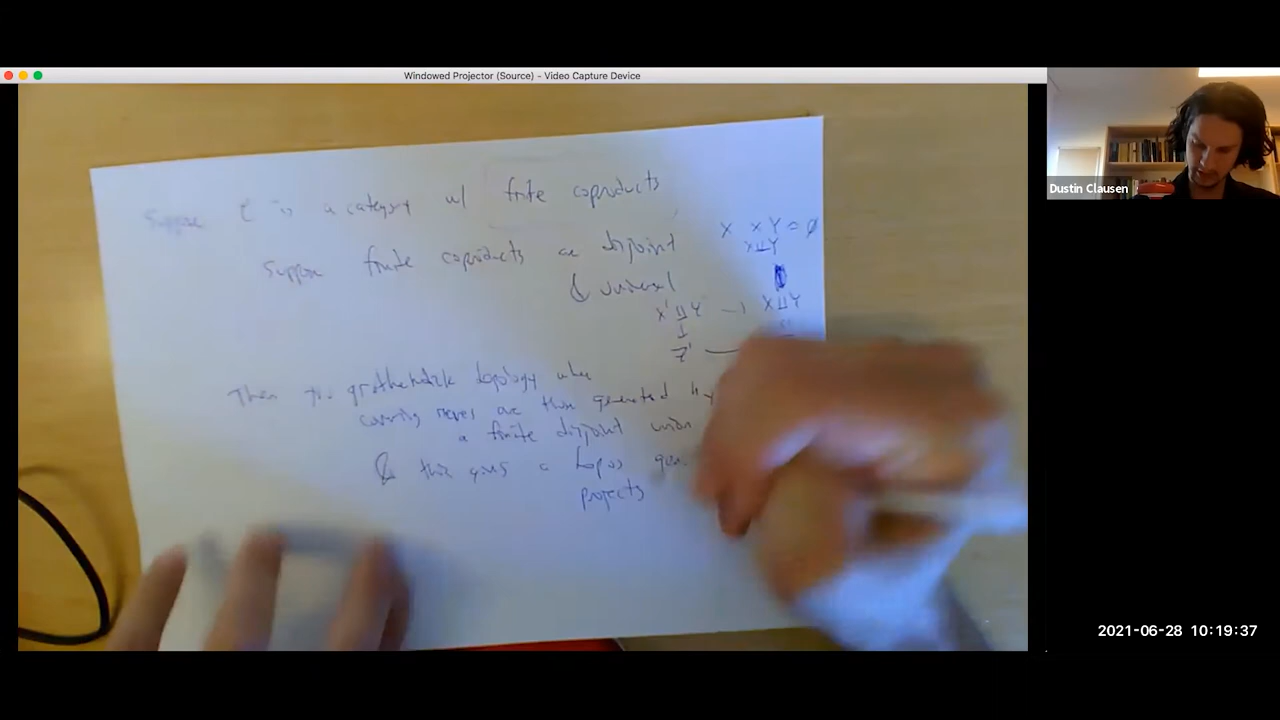 Windowed Projector (Source) - Video Capture Device
Dustin Clausen
Suppose C is a category w/ finite coproducts
Suppose finite coproducts are disjoint
& universal
X × Y = ∅
X⊔Y
X' ⊔ Y' → X⊔Y
↓
Z'
Then the grothendieck topology where
covering sieves are those generated by
a finite disjoint union
& this gives a topos gen.
projects
2021-06-28 10:19:37